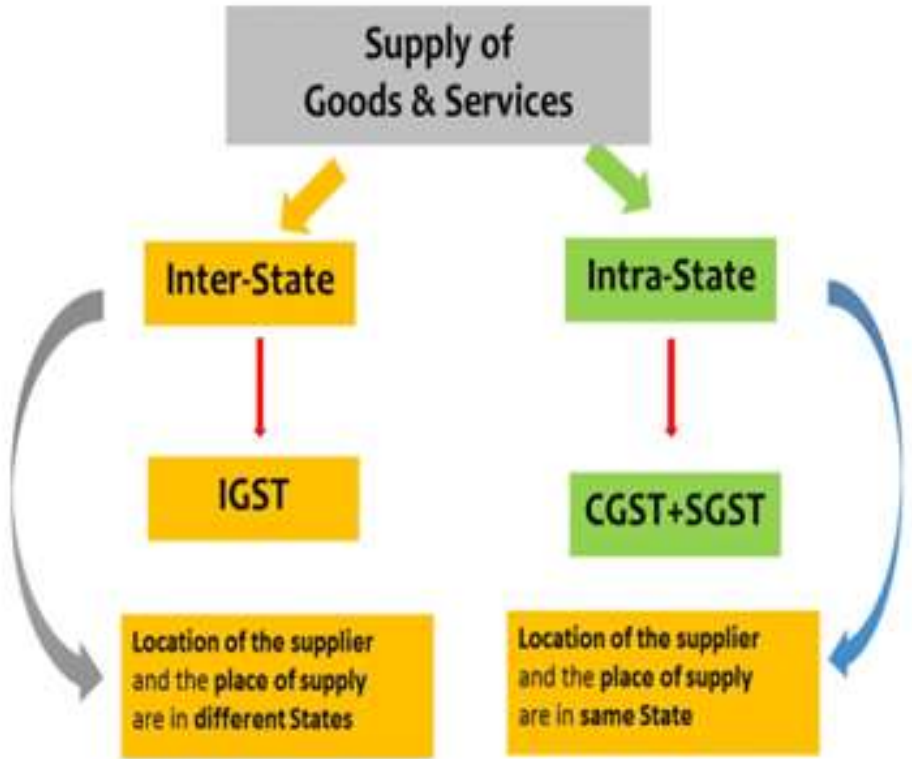 Supply of
Goods & Services
Inter-State
Intra-State
IGST
CGST+SGST
Location of the supplier
and the place of supply
are in different States
Location of the supplier
and the place of supply
are in same State